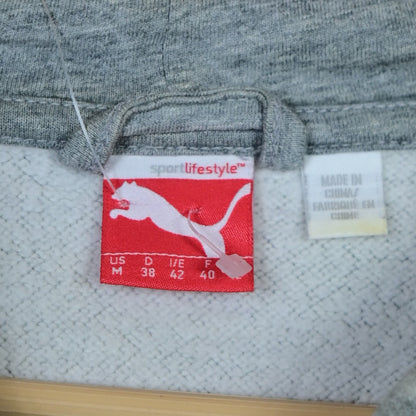 sportlifestyle™
US D I/E F
M 38 42 40
MADE IN
CHINA
FABRIQUÉ EN
CHINE